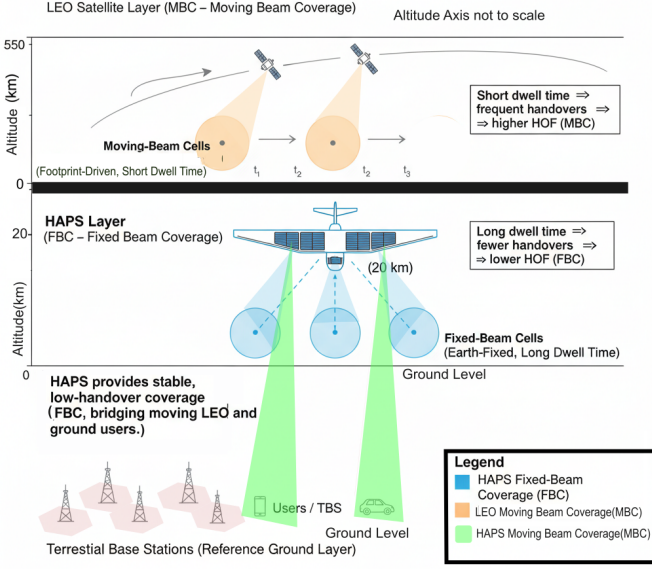 LEO Satellite Layer (MBC – Moving Beam Coverage)
Altitude Axis not to scale
550
Altitude (km)
Short dwell time ⇒
frequent handovers ⇒
⇒ higher HOF (MBC)
Moving-Beam Cells
(Footprint-Driven, Short Dwell Time)
t1
t2
t2
t3
0
HAPS Layer
(FBC – Fixed Beam Coverage)
20
Altitude(km)
(20 km)
Long dwell time ⇒
fewer handovers ⇒
⇒ lower HOF (FBC)
Fixed-Beam Cells
(Earth-Fixed, Long Dwell Time)
0
Ground Level
HAPS provides stable,
low-handover coverage
( FBC, bridging moving LEO and
ground users.)
Users / TBS
Ground Level
Terrestial Base Stations (Reference Ground Layer)
Legend
HAPS Fixed-Beam
Coverage (FBC)
LEO Moving Beam Coverage(MBC)
HAPS Moving Beam Coverage(MBC)